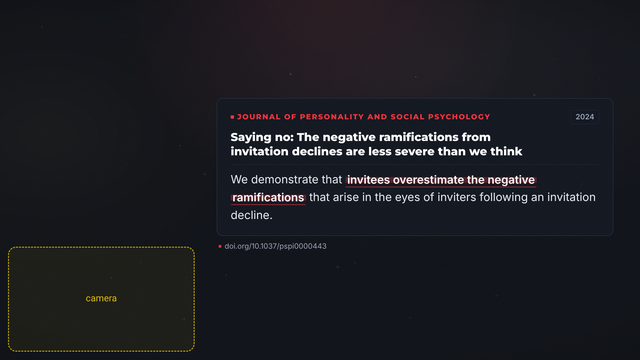 JOURNAL OF PERSONALITY AND SOCIAL PSYCHOLOGY
2024
Saying no: The negative ramifications from
invitation declines are less severe than we think
We demonstrate that invitees overestimate the negative
ramifications that arise in the eyes of inviters following an invitation
decline.
doi.org/10.1037/pspi0000443
camera